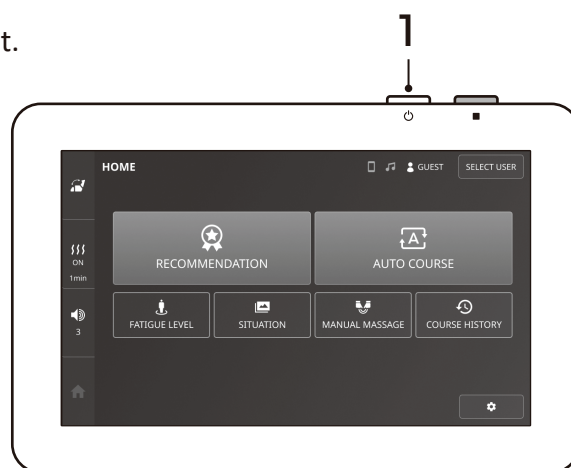 t.
1
HOME
GUEST
SELECT USER
RECOMMENDATION
AUTO COURSE
ON
1min
FATIGUE LEVEL
SITUATION
MANUAL MASSAGE
COURSE HISTORY
3